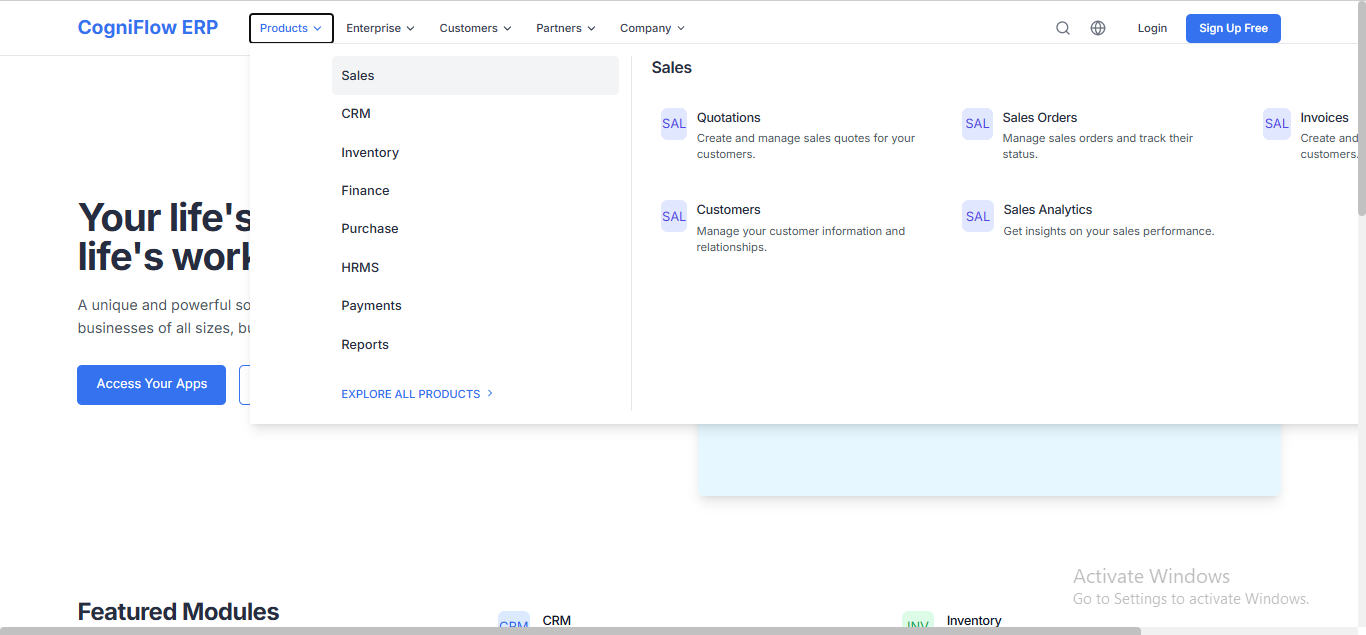 CogniFlow ERP
Products
Enterprise
Customers
Partners
Company
Login
Sign Up Free
Sales
CRM
Inventory
Finance
Purchase
HRMS
Payments
Reports
EXPLORE ALL PRODUCTS
Sales
SAL
Quotations
Create and manage sales quotes for your
customers.
SAL
Sales Orders
Manage sales orders and track their
status.
SAL
Invoices
Create and
customers.
SAL
Customers
Manage your customer information and
relationships.
SAL
Sales Analytics
Get insights on your sales performance.
Your life's
life's work
A unique and powerful so
businesses of all sizes, bu
Access Your Apps
Featured Modules
CRM
CRM
INV
Inventory
Activate Windows
Go to Settings to activate Windows.